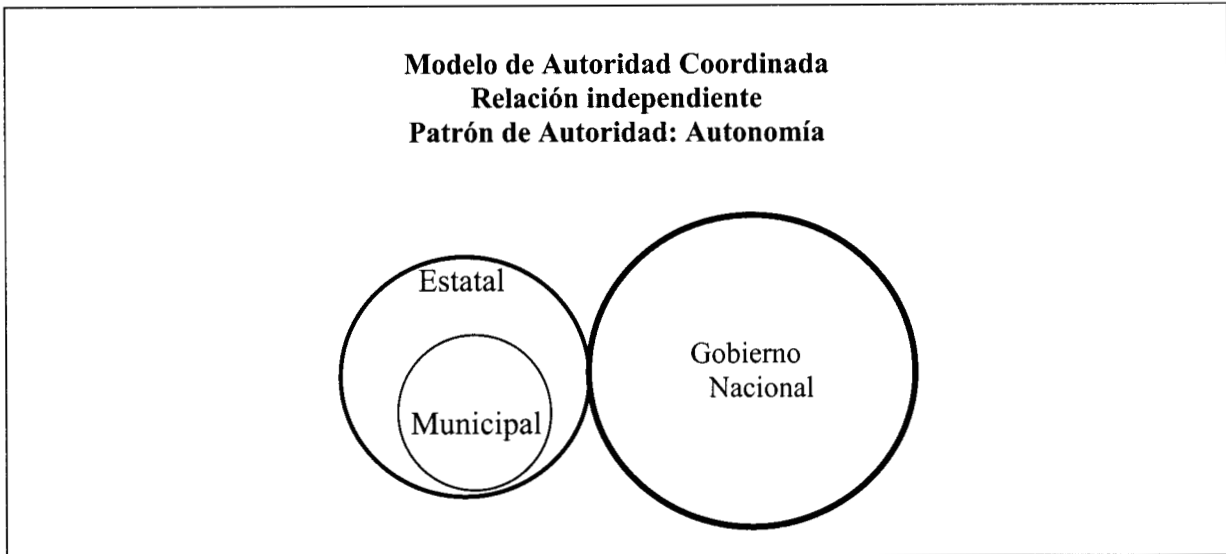 Modelo de Autoridad Coordinada
Relación independiente
Patrón de Autoridad: Autonomía
Estatal
Municipal
Gobierno
Nacional